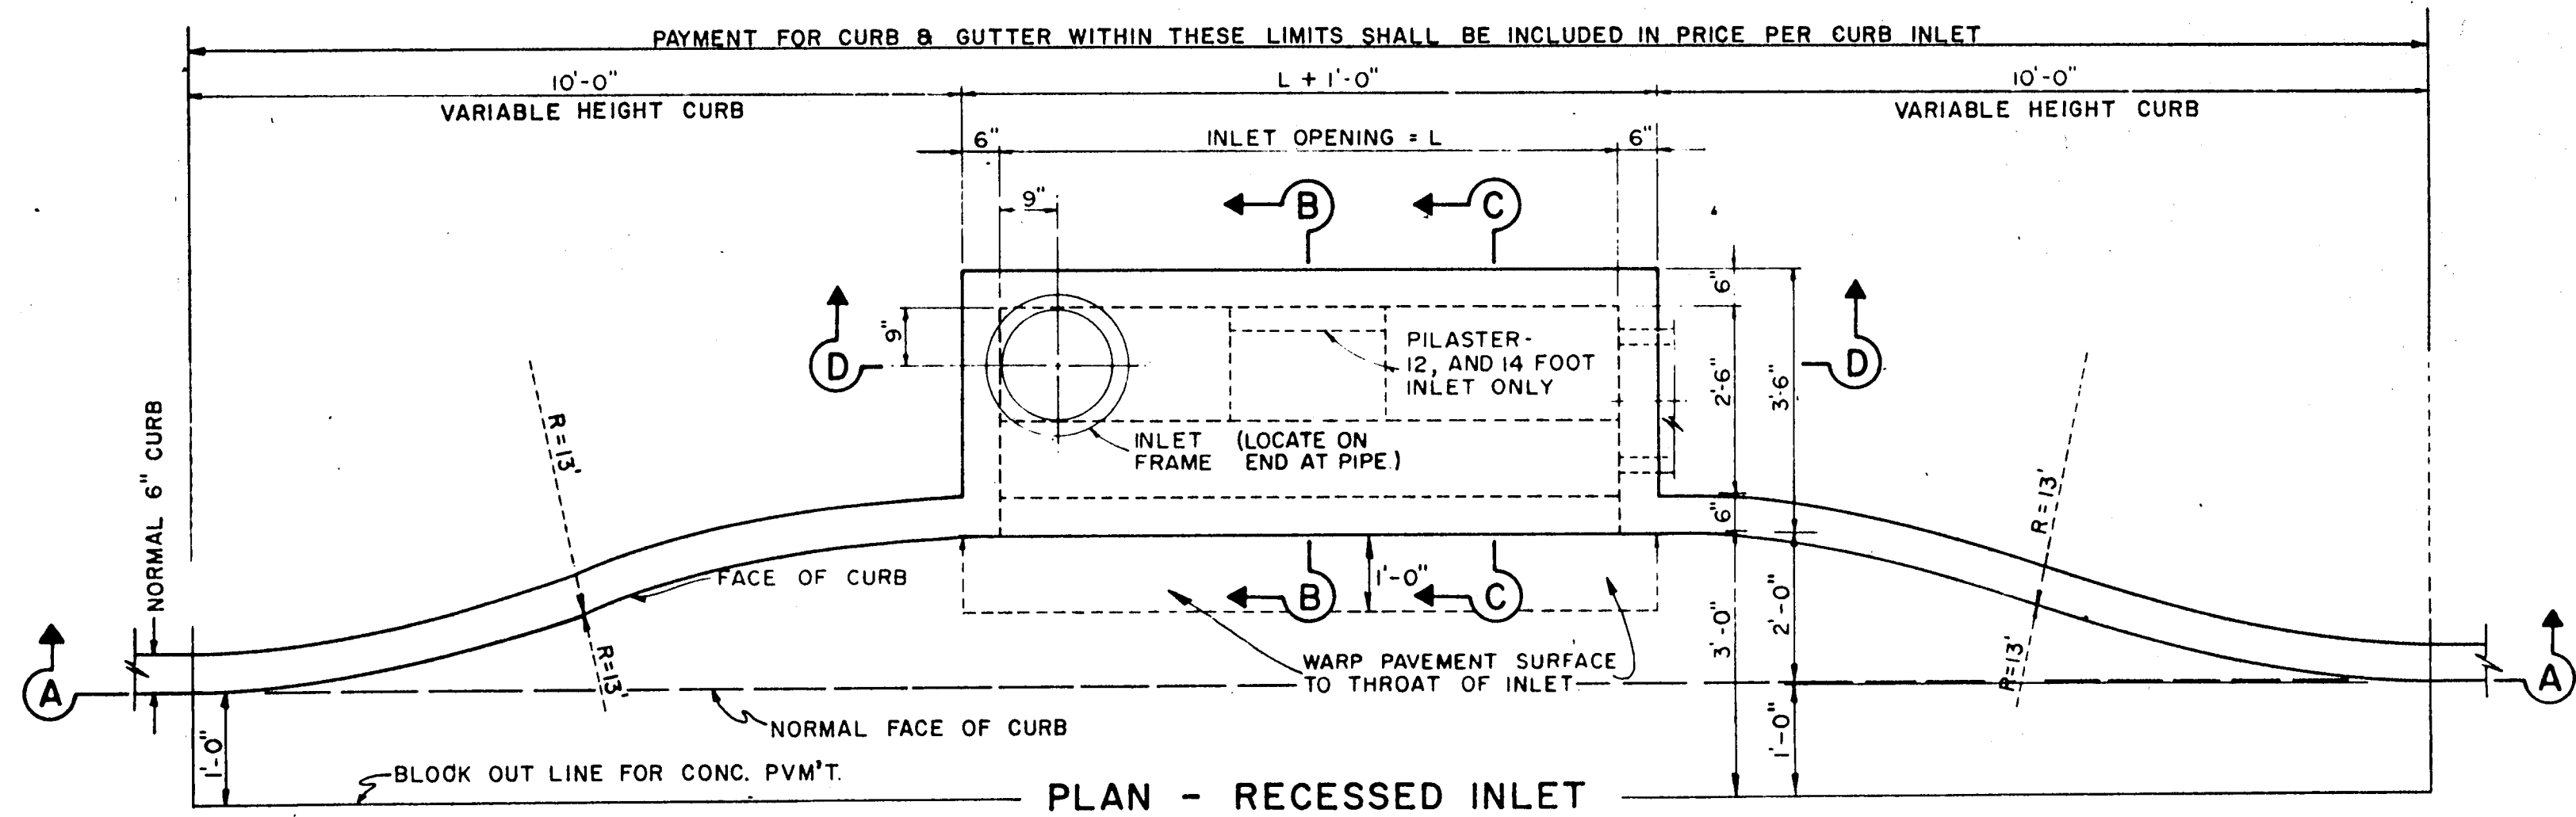 PAYMENT FOR CURB & GUTTER WITHIN THESE LIMITS SHALL BE INCLUDED IN PRICE PER CURB INLET
10'-0"
L + 1'-0"
10'-0"
VARIABLE HEIGHT CURB
VARIABLE HEIGHT CURB
6"
INLET OPENING = L
6"
9"
B
C
6"
9"
D
PILASTER-
12, AND 14 FOOT
INLET ONLY
2'-6"
3'-6"
D
NORMAL 6" CURB
R=13'
INLET (LOCATE ON
FRAME END AT PIPE.)
R=13'
6"
FACE OF CURB
1'-0"
B
C
3'-0"
2'-0"
R=13'
R=13'
WARP PAVEMENT SURFACE
TO THROAT OF INLET
A
A
NORMAL FACE OF CURB
1'-0"
1'-0"
BLOCK OUT LINE FOR CONC. PVM'T.
PLAN - RECESSED INLET